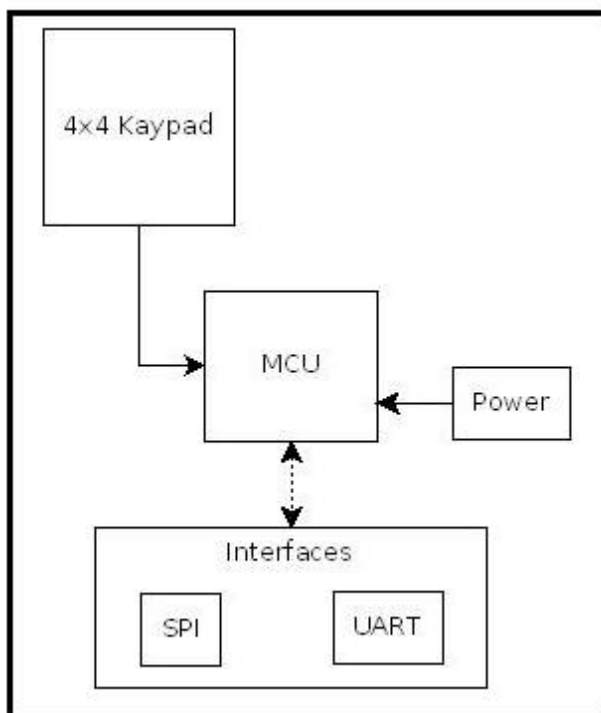 4x4 Kaypad
MCU
Power
Interfaces
SPI
UART